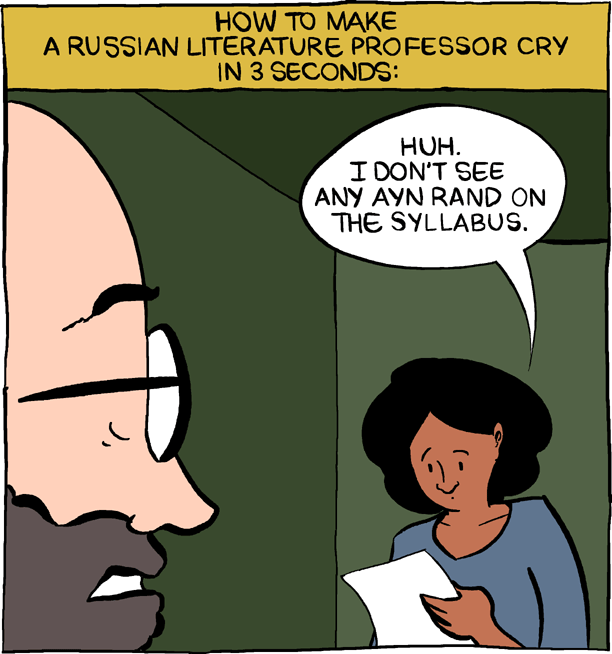 HOW TO MAKE
A RUSSIAN LITERATURE PROFESSOR CRY
IN 3 SECONDS:
HUH.
I DON'T SEE
ANY AYN RAND ON
THE SYLLABUS.